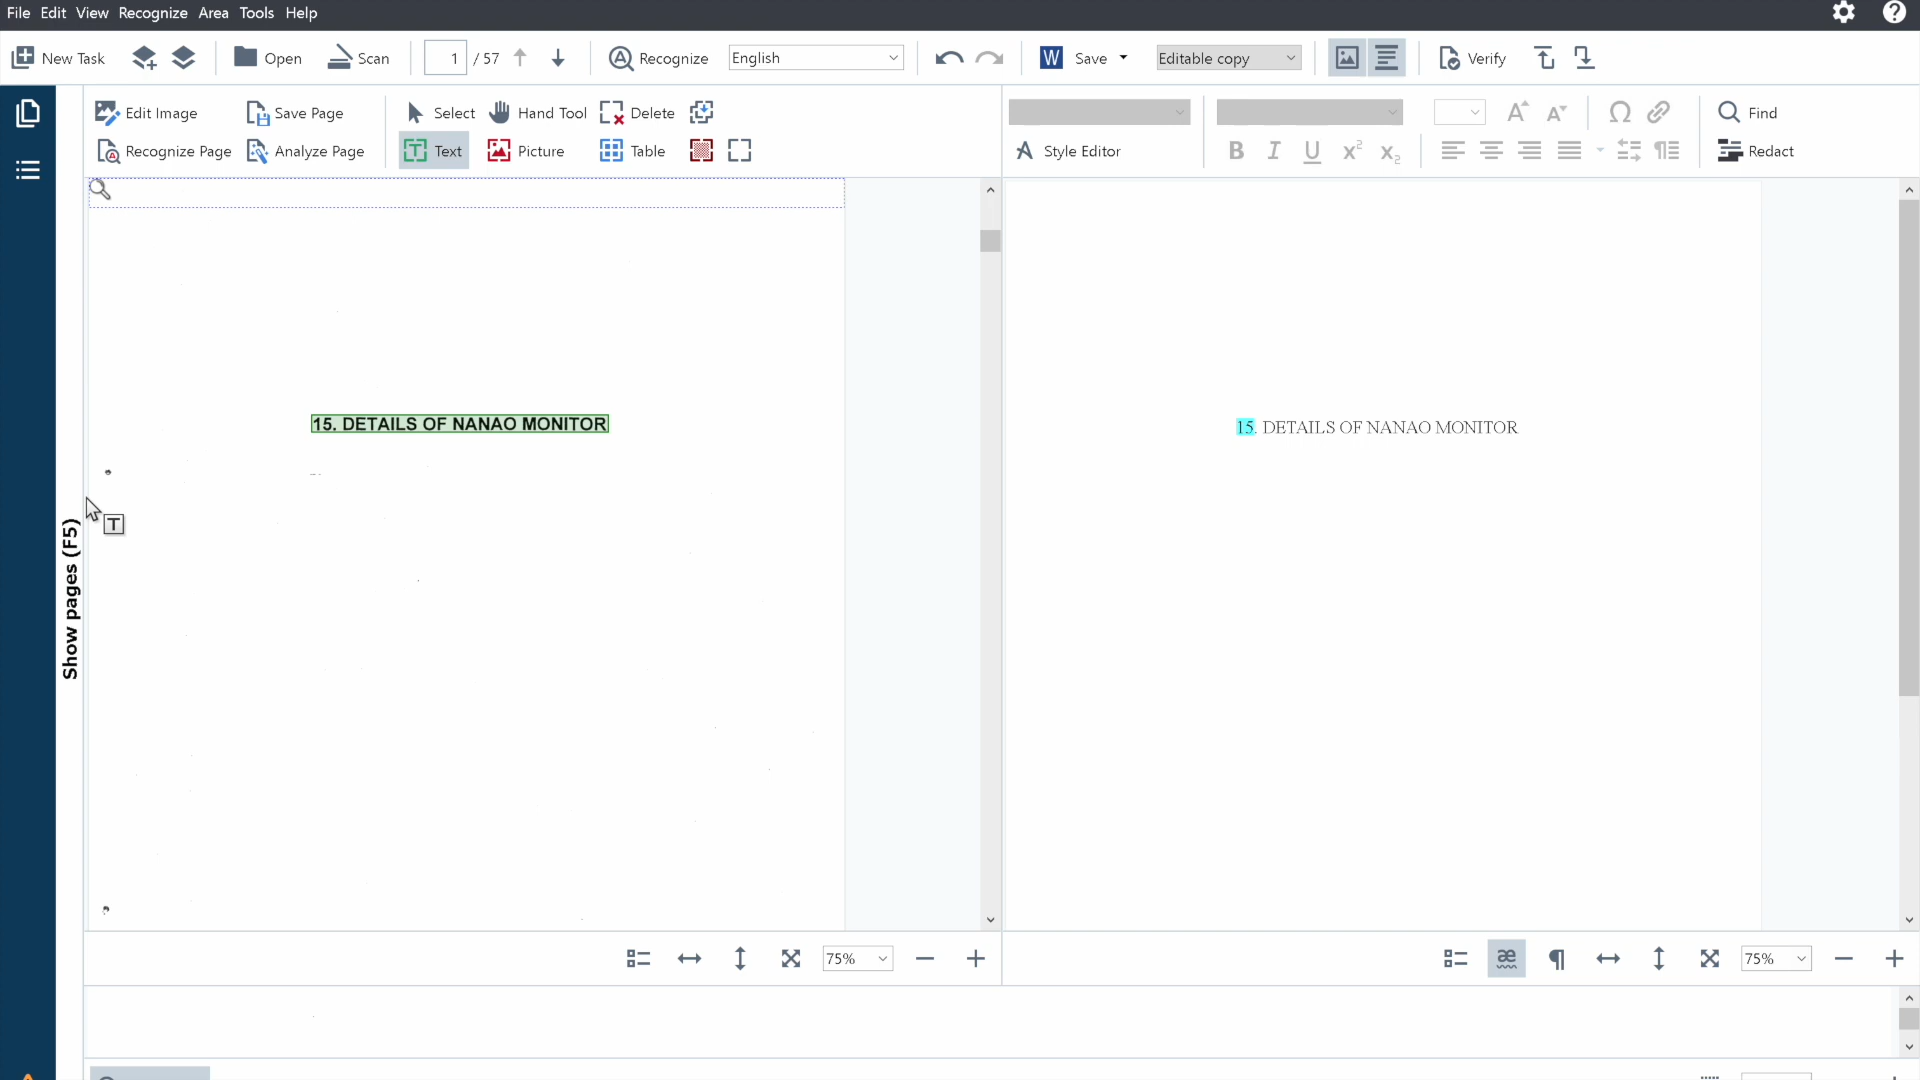 File Edit View Recognize Area Tools Help
New Task Open Scan 1 / 57 Recognize English W Save Editable copy Verify
Edit Image Save Page Select Hand Tool Delete Find
Recognize Page Analyze Page T Text Picture Table A Style Editor B I U X² X₂ Redact
15. DETAILS OF NANAO MONITOR
15. DETAILS OF NANAO MONITOR
T
Show pages (F5)
75%
æ ¶ 75%